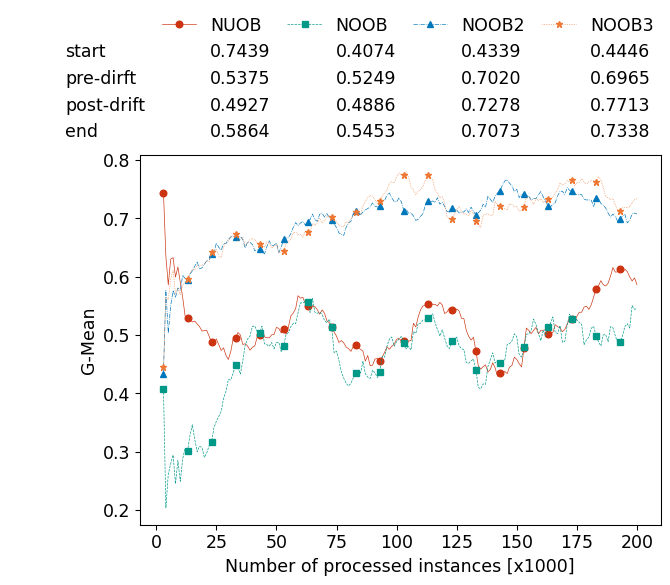 NUOB NOOB NOOB2 NOOB3
start 0.7439 0.4074 0.4339 0.4446
pre-dirft 0.5375 0.5249 0.7020 0.6965
post-drift 0.4927 0.4886 0.7278 0.7713
end 0.5864 0.5453 0.7073 0.7338
0.8
0.7
0.6
0.5
0.4
0.3
0.2
G-Mean
0 25 50 75 100 125 150 175 200
Number of processed instances [x1000]